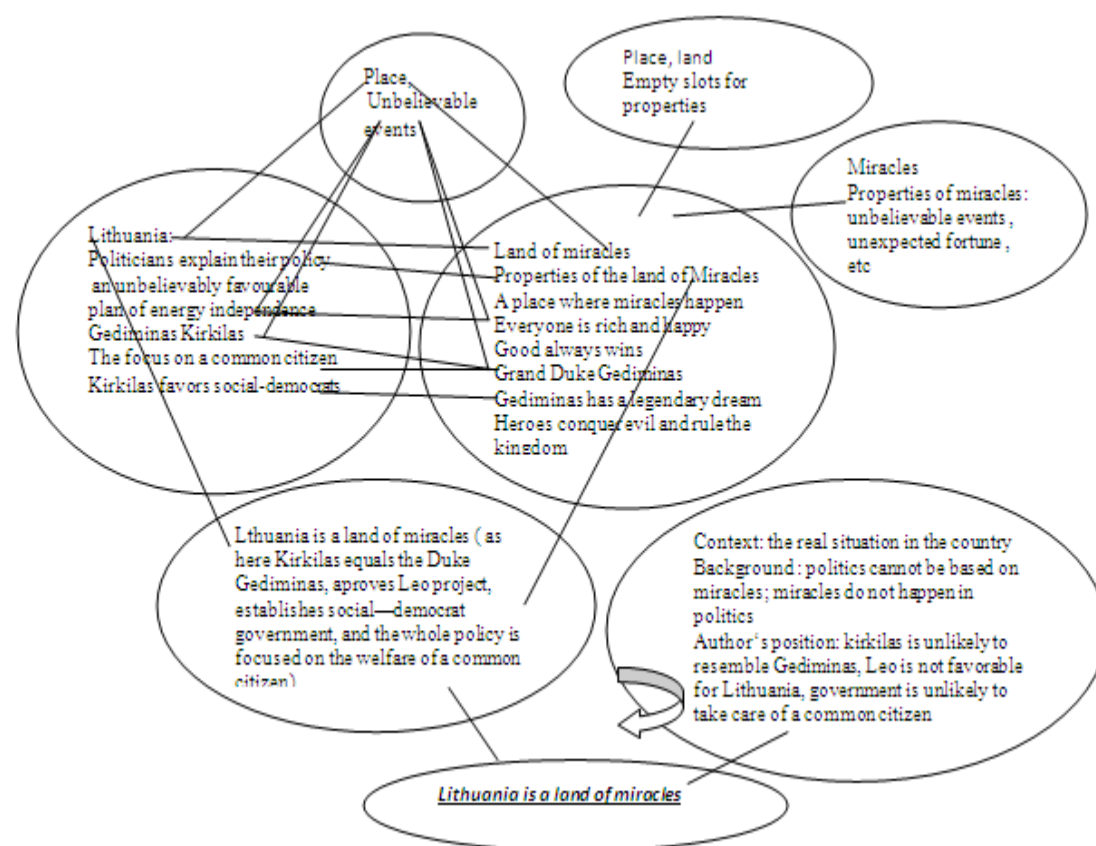 Place,
Unbelievable
events
Place, land
Empty slots for
properties
Miracles
Properties of miracles:
unbelievable events ,
unexpected fortune ,
etc
Lithuania:
Politicians explain their policy
an unbelievably favourable
plan of energy independence
Gediminas Kirkilas
The focus on a common citizen
Kirkilas favors social-democrats
Land of miracles
Properties of the land of Miracles
A place where miracles happen
Everyone is rich and happy
Good always wins
Grand Duke Gediminas
Gediminas has a legendary dream
Heroes conquer evil and rule the
kingdom
Lthuania is a land of miracles ( as
here Kirkilas equals the Duke
Gediminas, aproves Leo project,
establishes social—democrat
government, and the whole policy is
focused on the welfare of a common
citizen)
Context: the real situation in the country
Background : politics cannot be based on
miracles; miracles do not happen in
politics
Author‘s position: kirkilas is unlikely to
resemble Gediminas, Leo is not favorable
for Lithuania, government is unlikely to
take care of a common citizen
Lithuania is a land of miracles